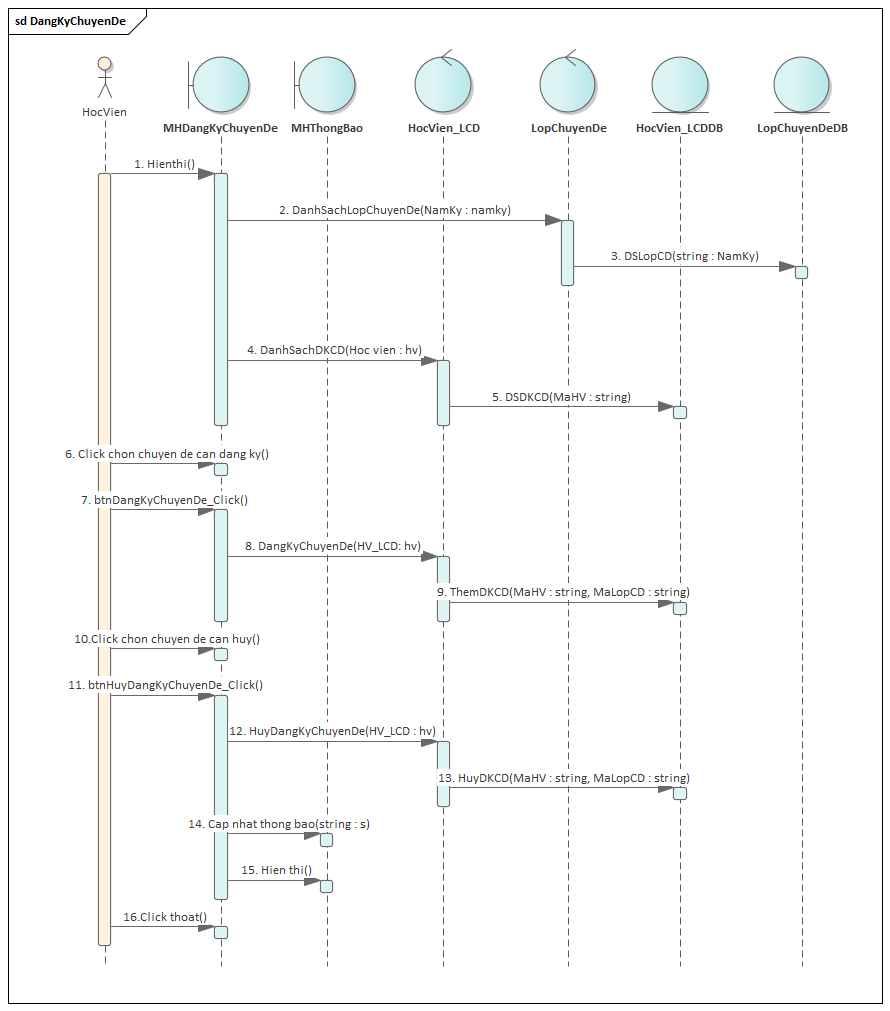 sd DangKyChuyenDe
HocVien
MHDangKyChuyenDe
MHThongBao
HocVien_LCD
LopChuyenDe
HocVien_LCDDB
LopChuyenDeDB
1. Hienthi()
2. DanhSachLopChuyenDe(NamKy : namky)
3. DSLopCD(string : NamKy)
4. DanhSachDKCD(Hoc vien : hv)
5. DSDKCD(MaHV : string)
6. Click chon chuyen de can dang ky()
7. btnDangKyChuyenDe_Click()
8. DangKyChuyenDe(HV_LCD: hv)
9. ThemDKCD(MaHV : string, MaLopCD : string)
10.Click chon chuyen de can huy()
11. btnHuyDangKyChuyenDe_Click()
12. HuyDangKyChuyenDe(HV_LCD : hv)
13. HuyDKCD(MaHV : string, MaLopCD : string)
14. Cap nhat thong bao(string : s)
15. Hien thi()
16.Click thoat()